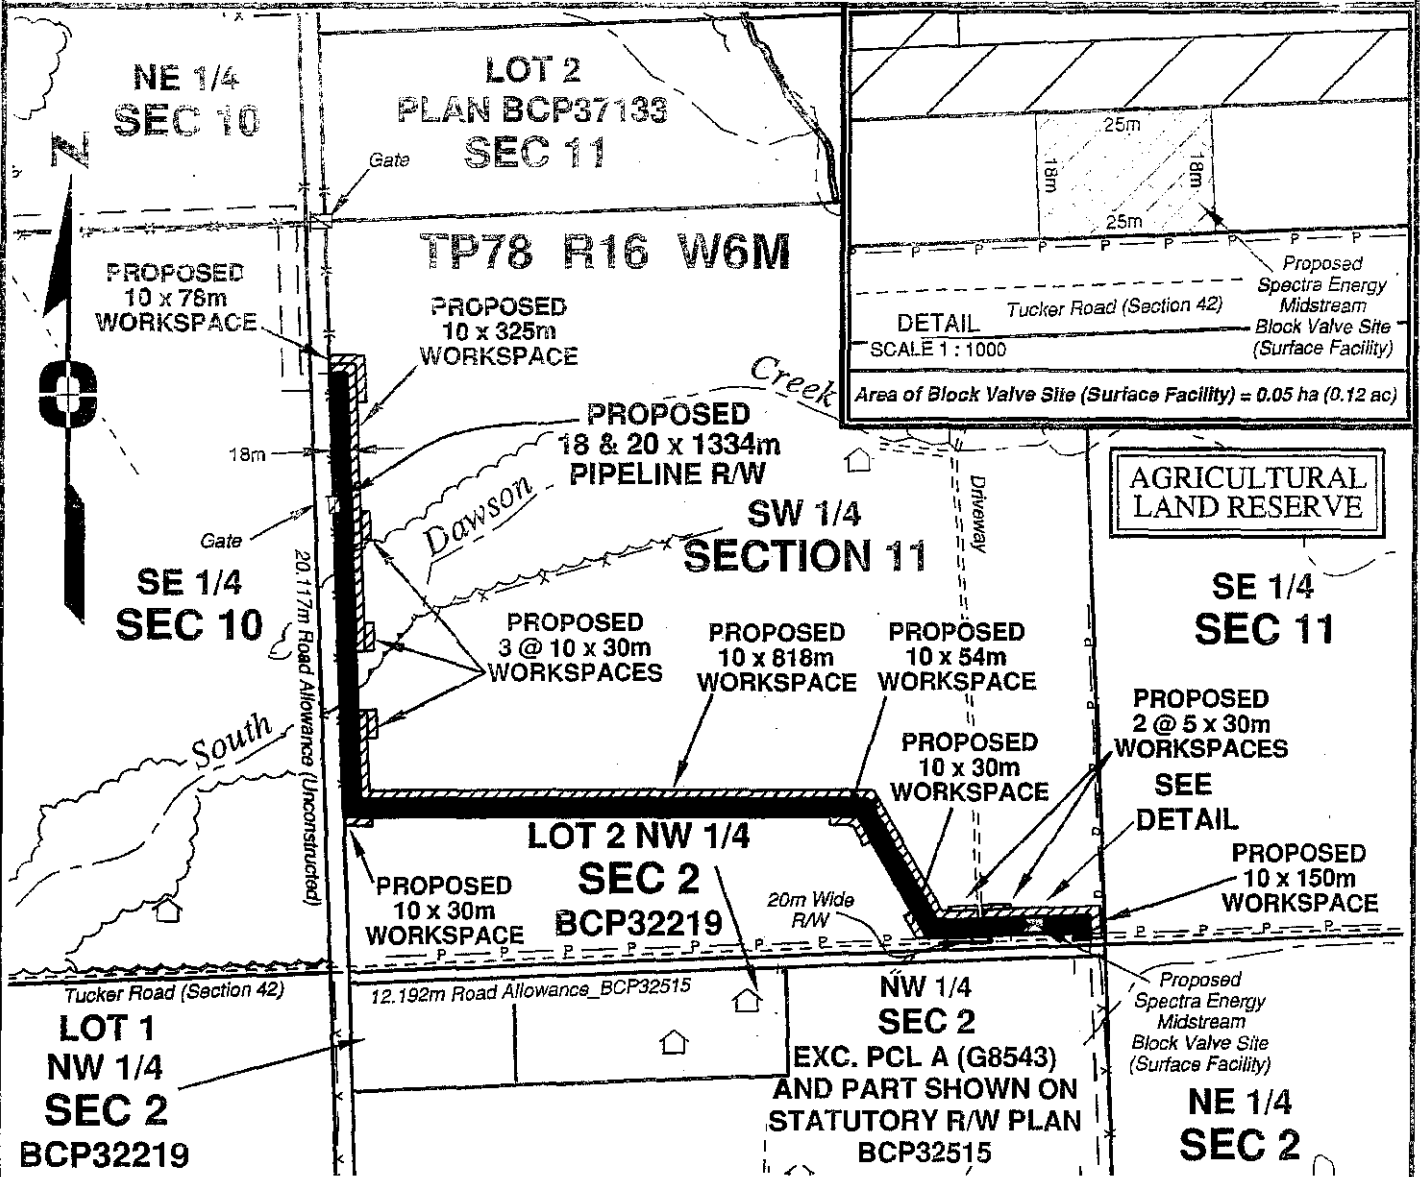 NE 1/4
SEC 10
LOT 2
PLAN BCP37133
SEC 11
N
Gate
TP78 R16 W6M
25m
18m
18m
25m
P P P P P P P P
Proposed
Spectra Energy
Midstream
Block Valve Site
(Surface Facility)
Tucker Road (Section 42)
DETAIL
SCALE 1 : 1000
Area of Block Valve Site (Surface Facility) = 0.05 ha (0.12 ac)
PROPOSED
10 x 78m
WORKSPACE
PROPOSED
10 x 325m
WORKSPACE
Creek
PROPOSED
18 & 20 x 1334m
PIPELINE R/W
18m
Dawson
SW 1/4
SECTION 11
Driveway
AGRICULTURAL
LAND RESERVE
Gate
SE 1/4
SEC 10
20.117m Road Allowance (Unconstructed)
SE 1/4
SEC 11
PROPOSED
3 @ 10 x 30m
WORKSPACES
PROPOSED
10 x 818m
WORKSPACE
PROPOSED
10 x 54m
WORKSPACE
South
PROPOSED
10 x 30m
WORKSPACE
PROPOSED
2 @ 5 x 30m
WORKSPACES
SEE
DETAIL
LOT 2 NW 1/4
SEC 2
BCP32219
PROPOSED
10 x 30m
WORKSPACE
20m Wide
R/W
PROPOSED
10 x 150m
WORKSPACE
Tucker Road (Section 42)
12.192m Road Allowance_BCP32515
LOT 1
NW 1/4
SEC 2
BCP32219
NW 1/4
SEC 2
EXC. PCL A (G8543)
AND PART SHOWN ON
STATUTORY R/W PLAN
BCP32515
Proposed
Spectra Energy
Midstream
Block Valve Site
(Surface Facility)
NE 1/4
SEC 2